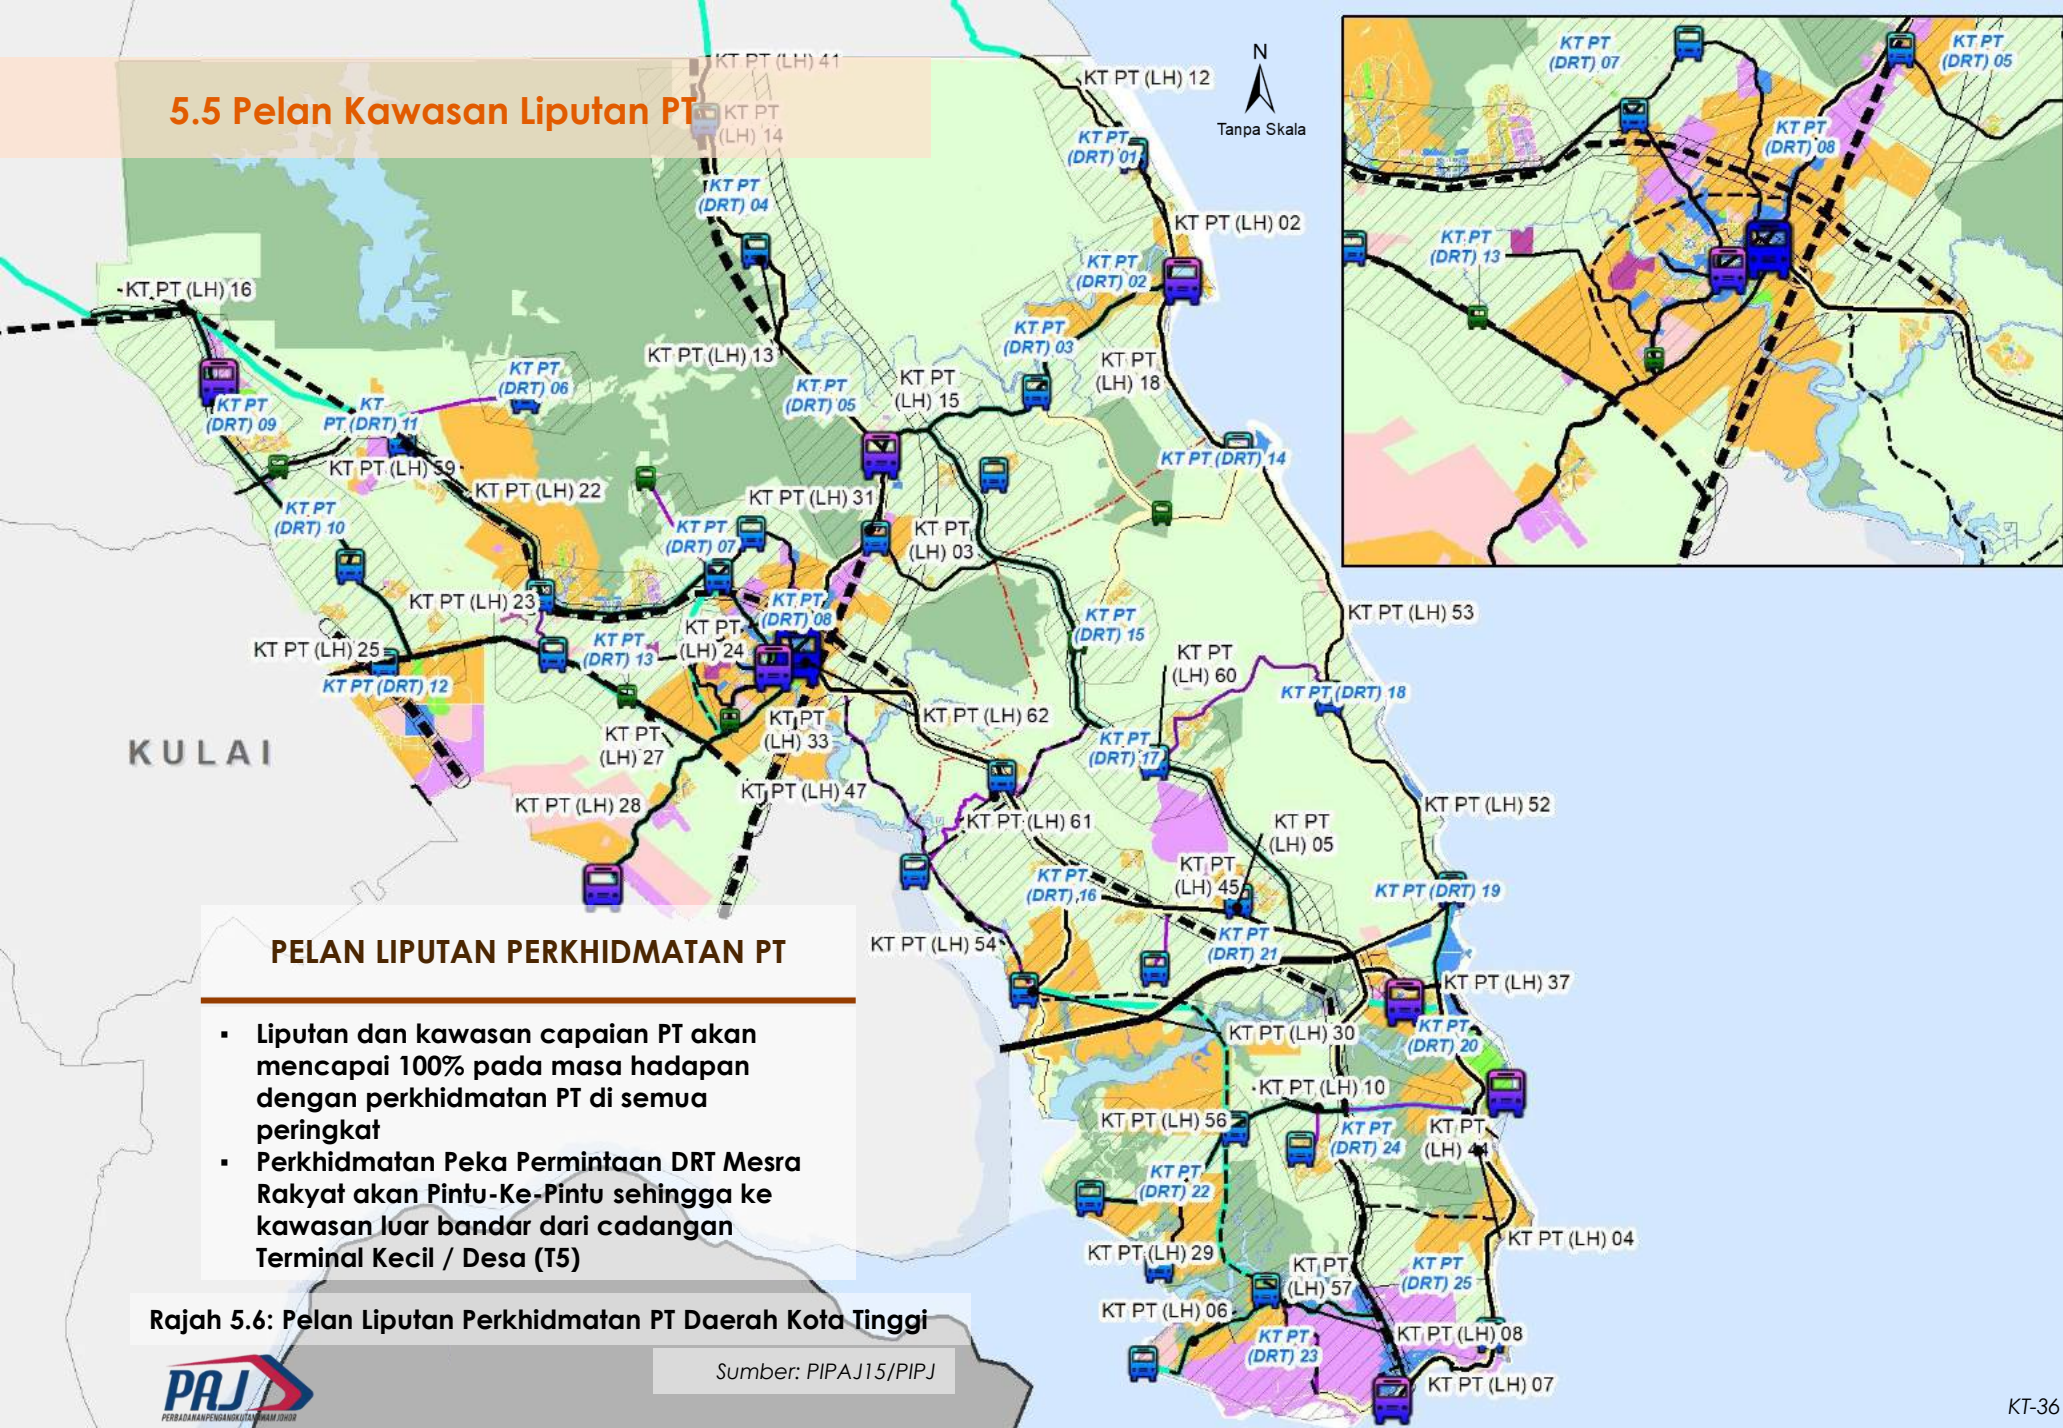 5.5 Pelan Kawasan Liputan PT
KT PT (LH) 41
KT PT
(LH) 14
KT PT
(DRT) 04
KT PT (LH) 12
KT PT
(DRT) 01
KT PT (LH) 02
KT PT
(DRT) 02
KT PT
(DRT) 03
KT PT
(LH) 18
N
Tanpa Skala
KT PT
(DRT) 07
KT PT
(DRT) 05
KT PT
(DRT) 08
KT PT
(DRT) 13
KT PT (LH) 16
KT PT (LH) 13
KT PT
(DRT) 06
KT PT
(DRT) 05
KT PT
(LH) 15
KT PT
(DRT) 09
KT
PT (DRT) 11
KT PT (LH) 59
KT PT (LH) 22
KT PT (LH) 31
KT PT (DRT) 14
KT PT
(DRT) 10
KT PT
(DRT) 07
KT PT
(LH) 03
KT PT (LH) 23
KT PT
(DRT) 08
KT PT
(DRT) 15
KT PT (LH) 53
KT PT (LH) 25
KT PT
(DRT) 13
KT PT
(LH) 24
KT PT
(LH) 60
KT PT (DRT) 12
KT PT (DRT) 18
KT PT (LH) 62
KT PT
(LH) 33
KT PT
(LH) 27
KT PT
(DRT) 17
KULAI
KT PT (LH) 47
KT PT (LH) 28
KT PT (LH) 52
KT PT (LH) 61
KT PT
(LH) 05
KT PT
(LH) 45
KT PT
(DRT) 16
KT PT (DRT) 19
KT PT (LH) 54
KT PT
(DRT) 21
KT PT (LH) 37
KT PT (LH) 30
KT PT
(DRT) 20
KT PT (LH) 10
KT PT (LH) 56
KT PT
(DRT) 24
KT PT
(LH) 44
KT PT
(DRT) 22
KT PT (LH) 04
KT PT (LH) 29
KT PT
(LH) 57
KT PT
(DRT) 25
KT PT (LH) 06
KT PT
(DRT) 23
KT PT (LH) 08
KT PT (LH) 07
PELAN LIPUTAN PERKHIDMATAN PT
▪ Liputan dan kawasan capaian PT akan
mencapai 100% pada masa hadapan
dengan perkhidmatan PT di semua
peringkat
▪ Perkhidmatan Peka Permintaan DRT Mesra
Rakyat akan Pintu-Ke-Pintu sehingga ke
kawasan luar bandar dari cadangan
Terminal Kecil / Desa (T5)
Rajah 5.6: Pelan Liputan Perkhidmatan PT Daerah Kota Tinggi
Sumber: PIPAJ15/PIPJ
PAJ
PERBADANAN PENGANGKUTAN AWAM JOHOR
KT-36